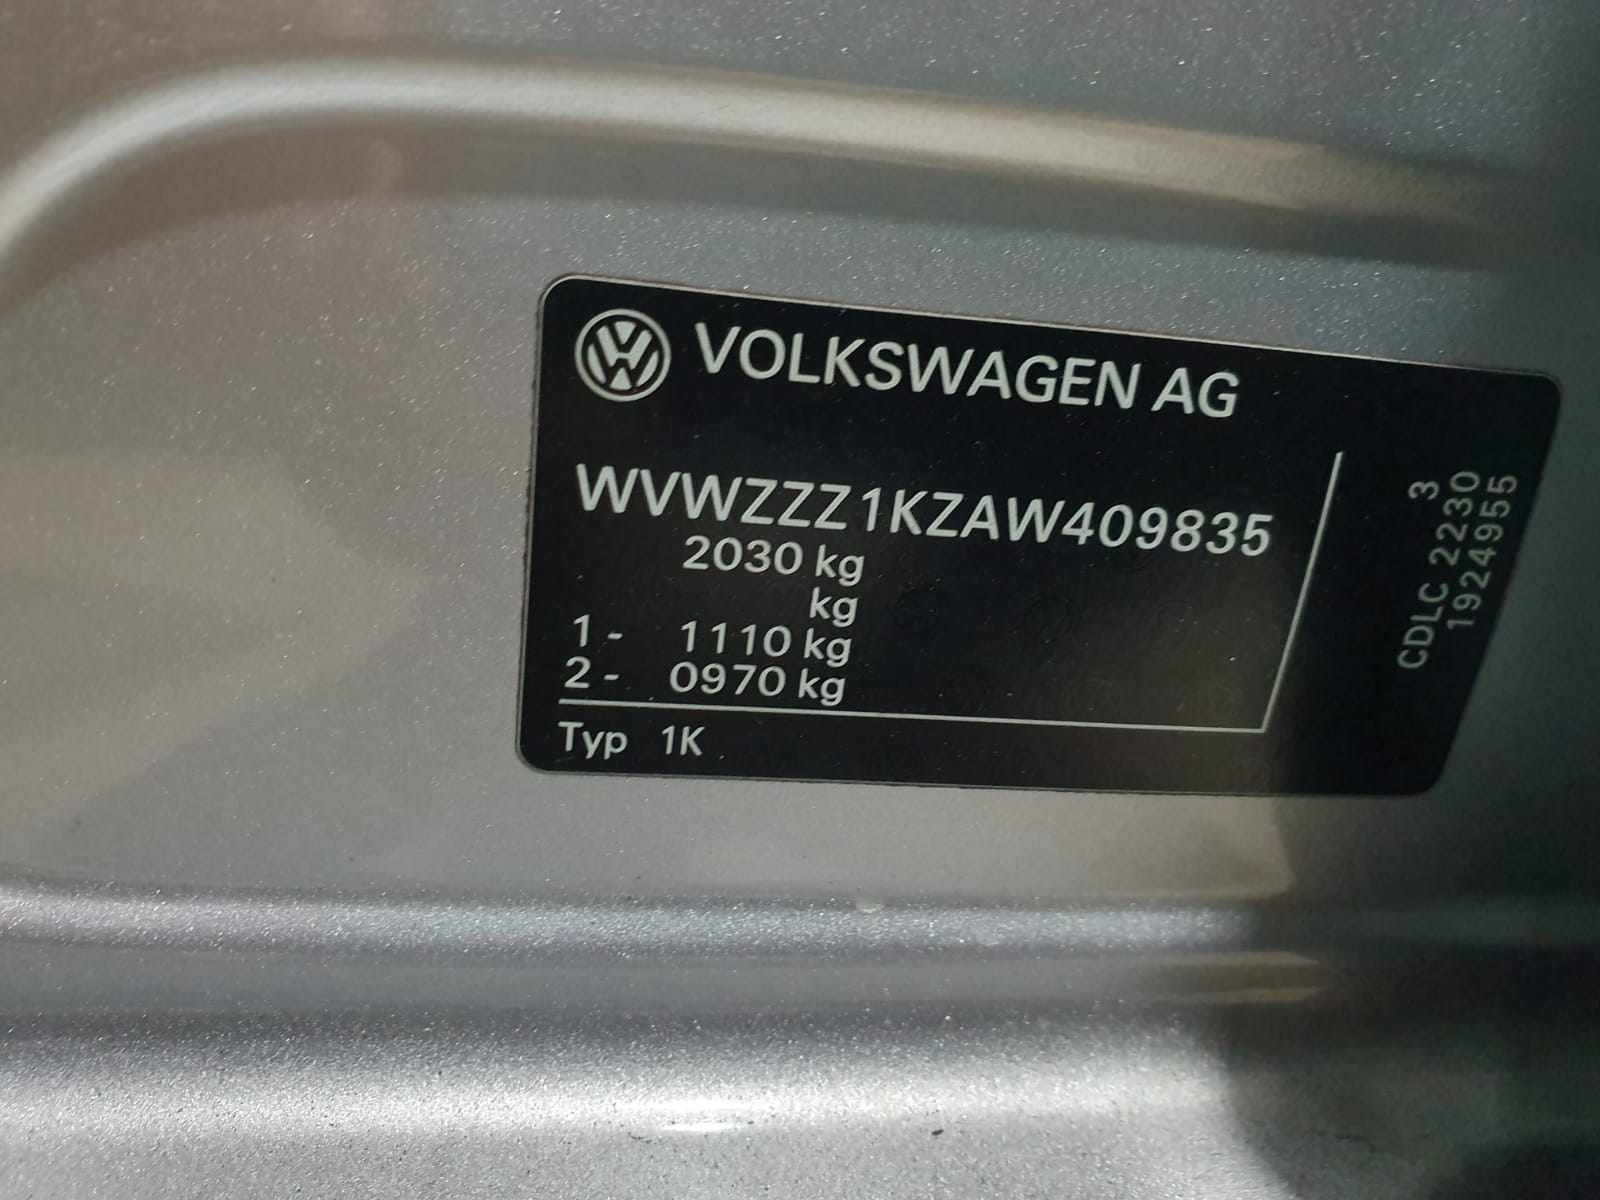 VOLKSWAGEN AG
WVWZZZ1KZAW409835
2030 kg
kg
1 - 1110 kg
2 - 0970 kg
Typ 1K
3
CDLC 2230
1924955